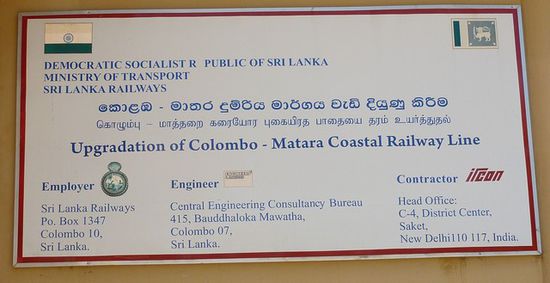 DEMOCRATIC SOCIALIST R PUBLIC OF SRI LANKA
MINISTRY OF TRANSPORT
SRI LANKA RAILWAYS
කොළඹ - මාතර දුම්රිය මාර්ගය වැඩි දියුණු කිරීම
கொழும்பு - மாத்தறை கரையோர புகையிரத பாதையை தரம் உயர்த்துதல்
Upgradation of Colombo - Matara Coastal Railway Line
Employer
Sri Lanka Railways
Po. Box 1347
Colombo 10,
Sri Lanka.
Engineer
Central Engineering Consultancy Bureau
415, Bauddhaloka Mawatha,
Colombo 07,
Sri Lanka.
Contractor ircon
Head Office:
C-4, District Center,
Saket,
New Delhi110 117, India.